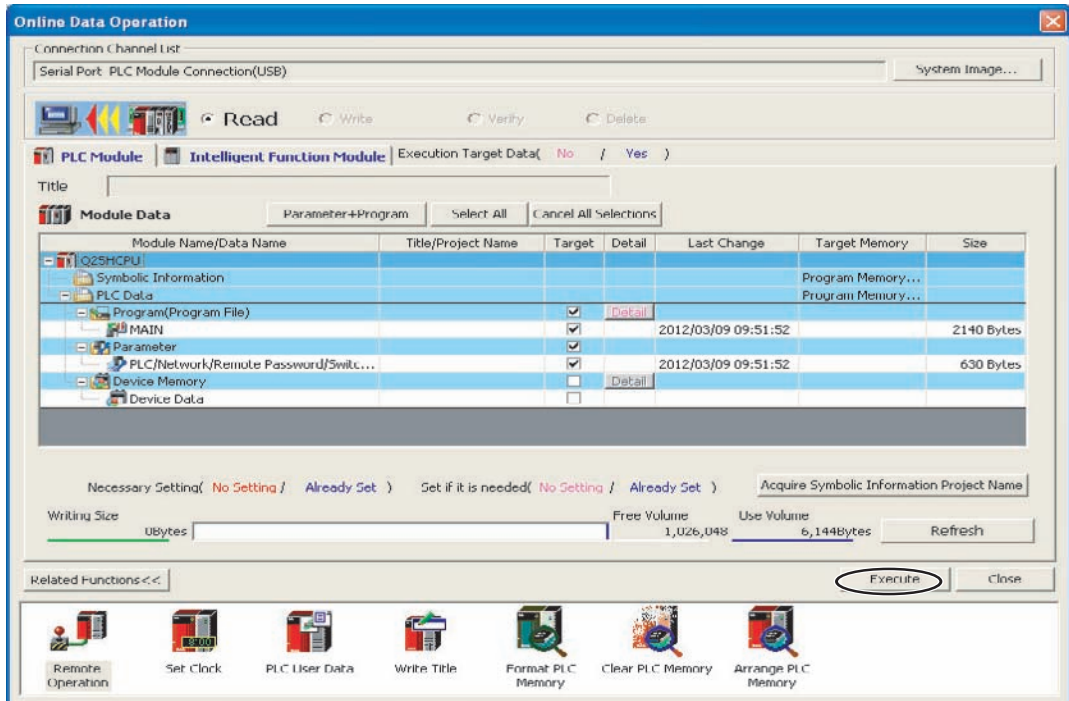 Online Data Operation
Connection Channel List
Serial Port PLC Module Connection(USB)
System Image...
Read Write Verify Delete
PLC Module Intelligent Function Module Execution Target Data( No / Yes )
Title
Module Data Parameter+Program Select All Cancel All Selections
Module Name/Data Name Title/Project Name Target Detail Last Change Target Memory Size
Q25HCPU
Symbolic Information Program Memory...
PLC Data Program Memory...
Program(Program File) Detail
MAIN 2012/03/09 09:51:52 2140 Bytes
Parameter
PLC/Network/Remote Password/Switc... 2012/03/09 09:51:52 630 Bytes
Device Memory Detail
Device Data
Necessary Setting( No Setting / Already Set ) Set if it is needed( No Setting / Already Set ) Acquire Symbolic Information Project Name
Writing Size Free Volume Use Volume
0Bytes 1,026,048 6,144Bytes Refresh
Related Functions<< Execute Close
Remote Operation
Set Clock
PLC User Data
Write Title
Format PLC Memory
Clear PLC Memory
Arrange PLC Memory